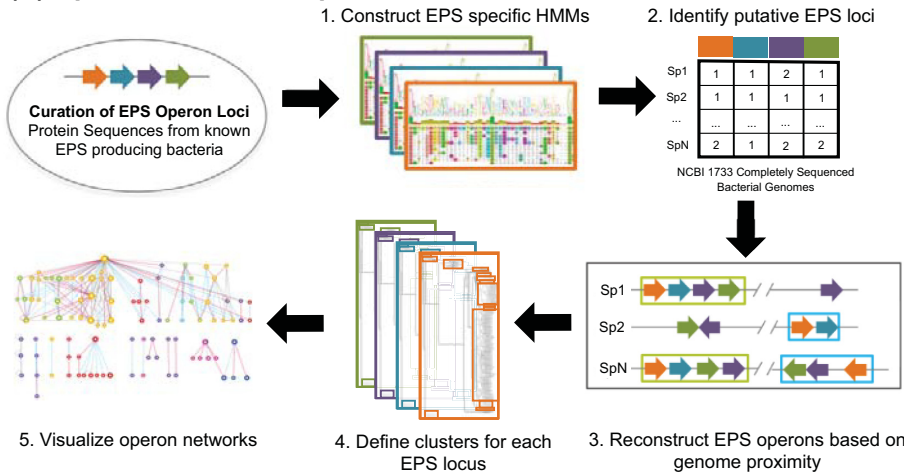 1. Construct EPS specific HMMs
2. Identify putative EPS loci
Curation of EPS Operon Loci
Protein Sequences from known
EPS producing bacteria
Sp1 1 1 2 1
Sp2 1 1 1 1
... ... ... ... ...
SpN 2 1 2 2
NCBI 1733 Completely Sequenced
Bacterial Genomes
Sp1
Sp2
SpN
5. Visualize operon networks
4. Define clusters for each
EPS locus
3. Reconstruct EPS operons based on
genome proximity